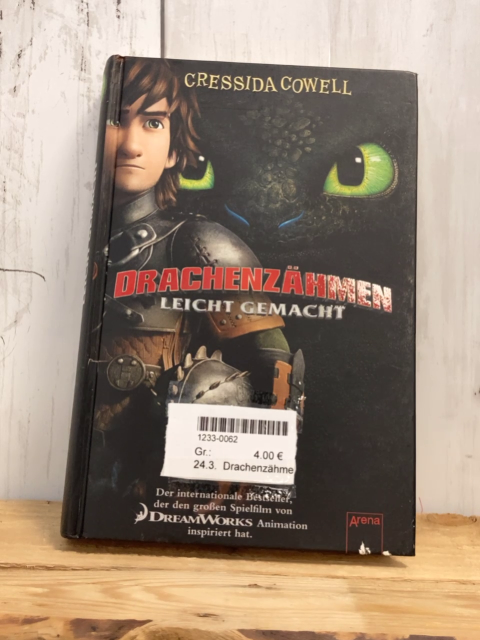 CRESSIDA COWELL
DRACHENZÄHMEN
LEICHT GEMACHT
1233-0062
Gr.: 4.00 €
24.3. Drachenzähme
Der internationale Bestseller,
der den großen Spielfilm von
DREAMWORKS Animation
inspiriert hat.
Arena